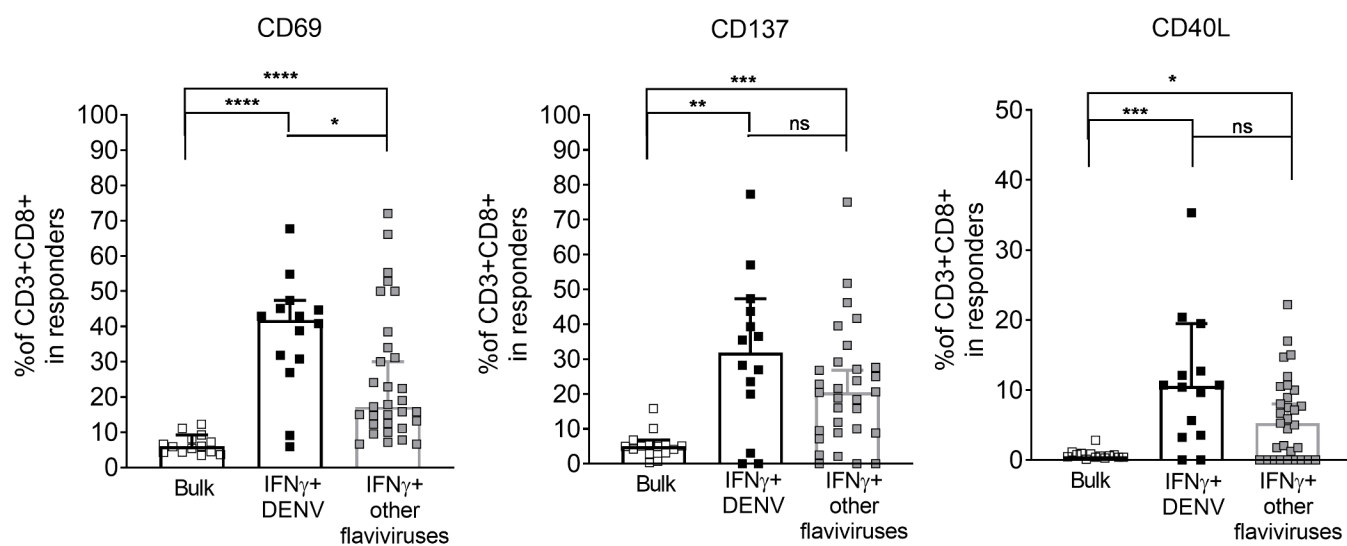 CD69
****
****
*
%of CD3+CD8+
in responders
100
90
80
70
60
50
40
30
20
10
0
Bulk
IFNγ+
DENV
IFNγ+
other
flaviviruses
CD137
***
**
ns
%of CD3+CD8+
in responders
100
90
80
70
60
50
40
30
20
10
0
Bulk
IFNγ+
DENV
IFNγ+
other
flaviviruses
CD40L
*
***
ns
%of CD3+CD8+
in responders
50
40
30
20
10
0
Bulk
IFNγ+
DENV
IFNγ+
other
flaviviruses